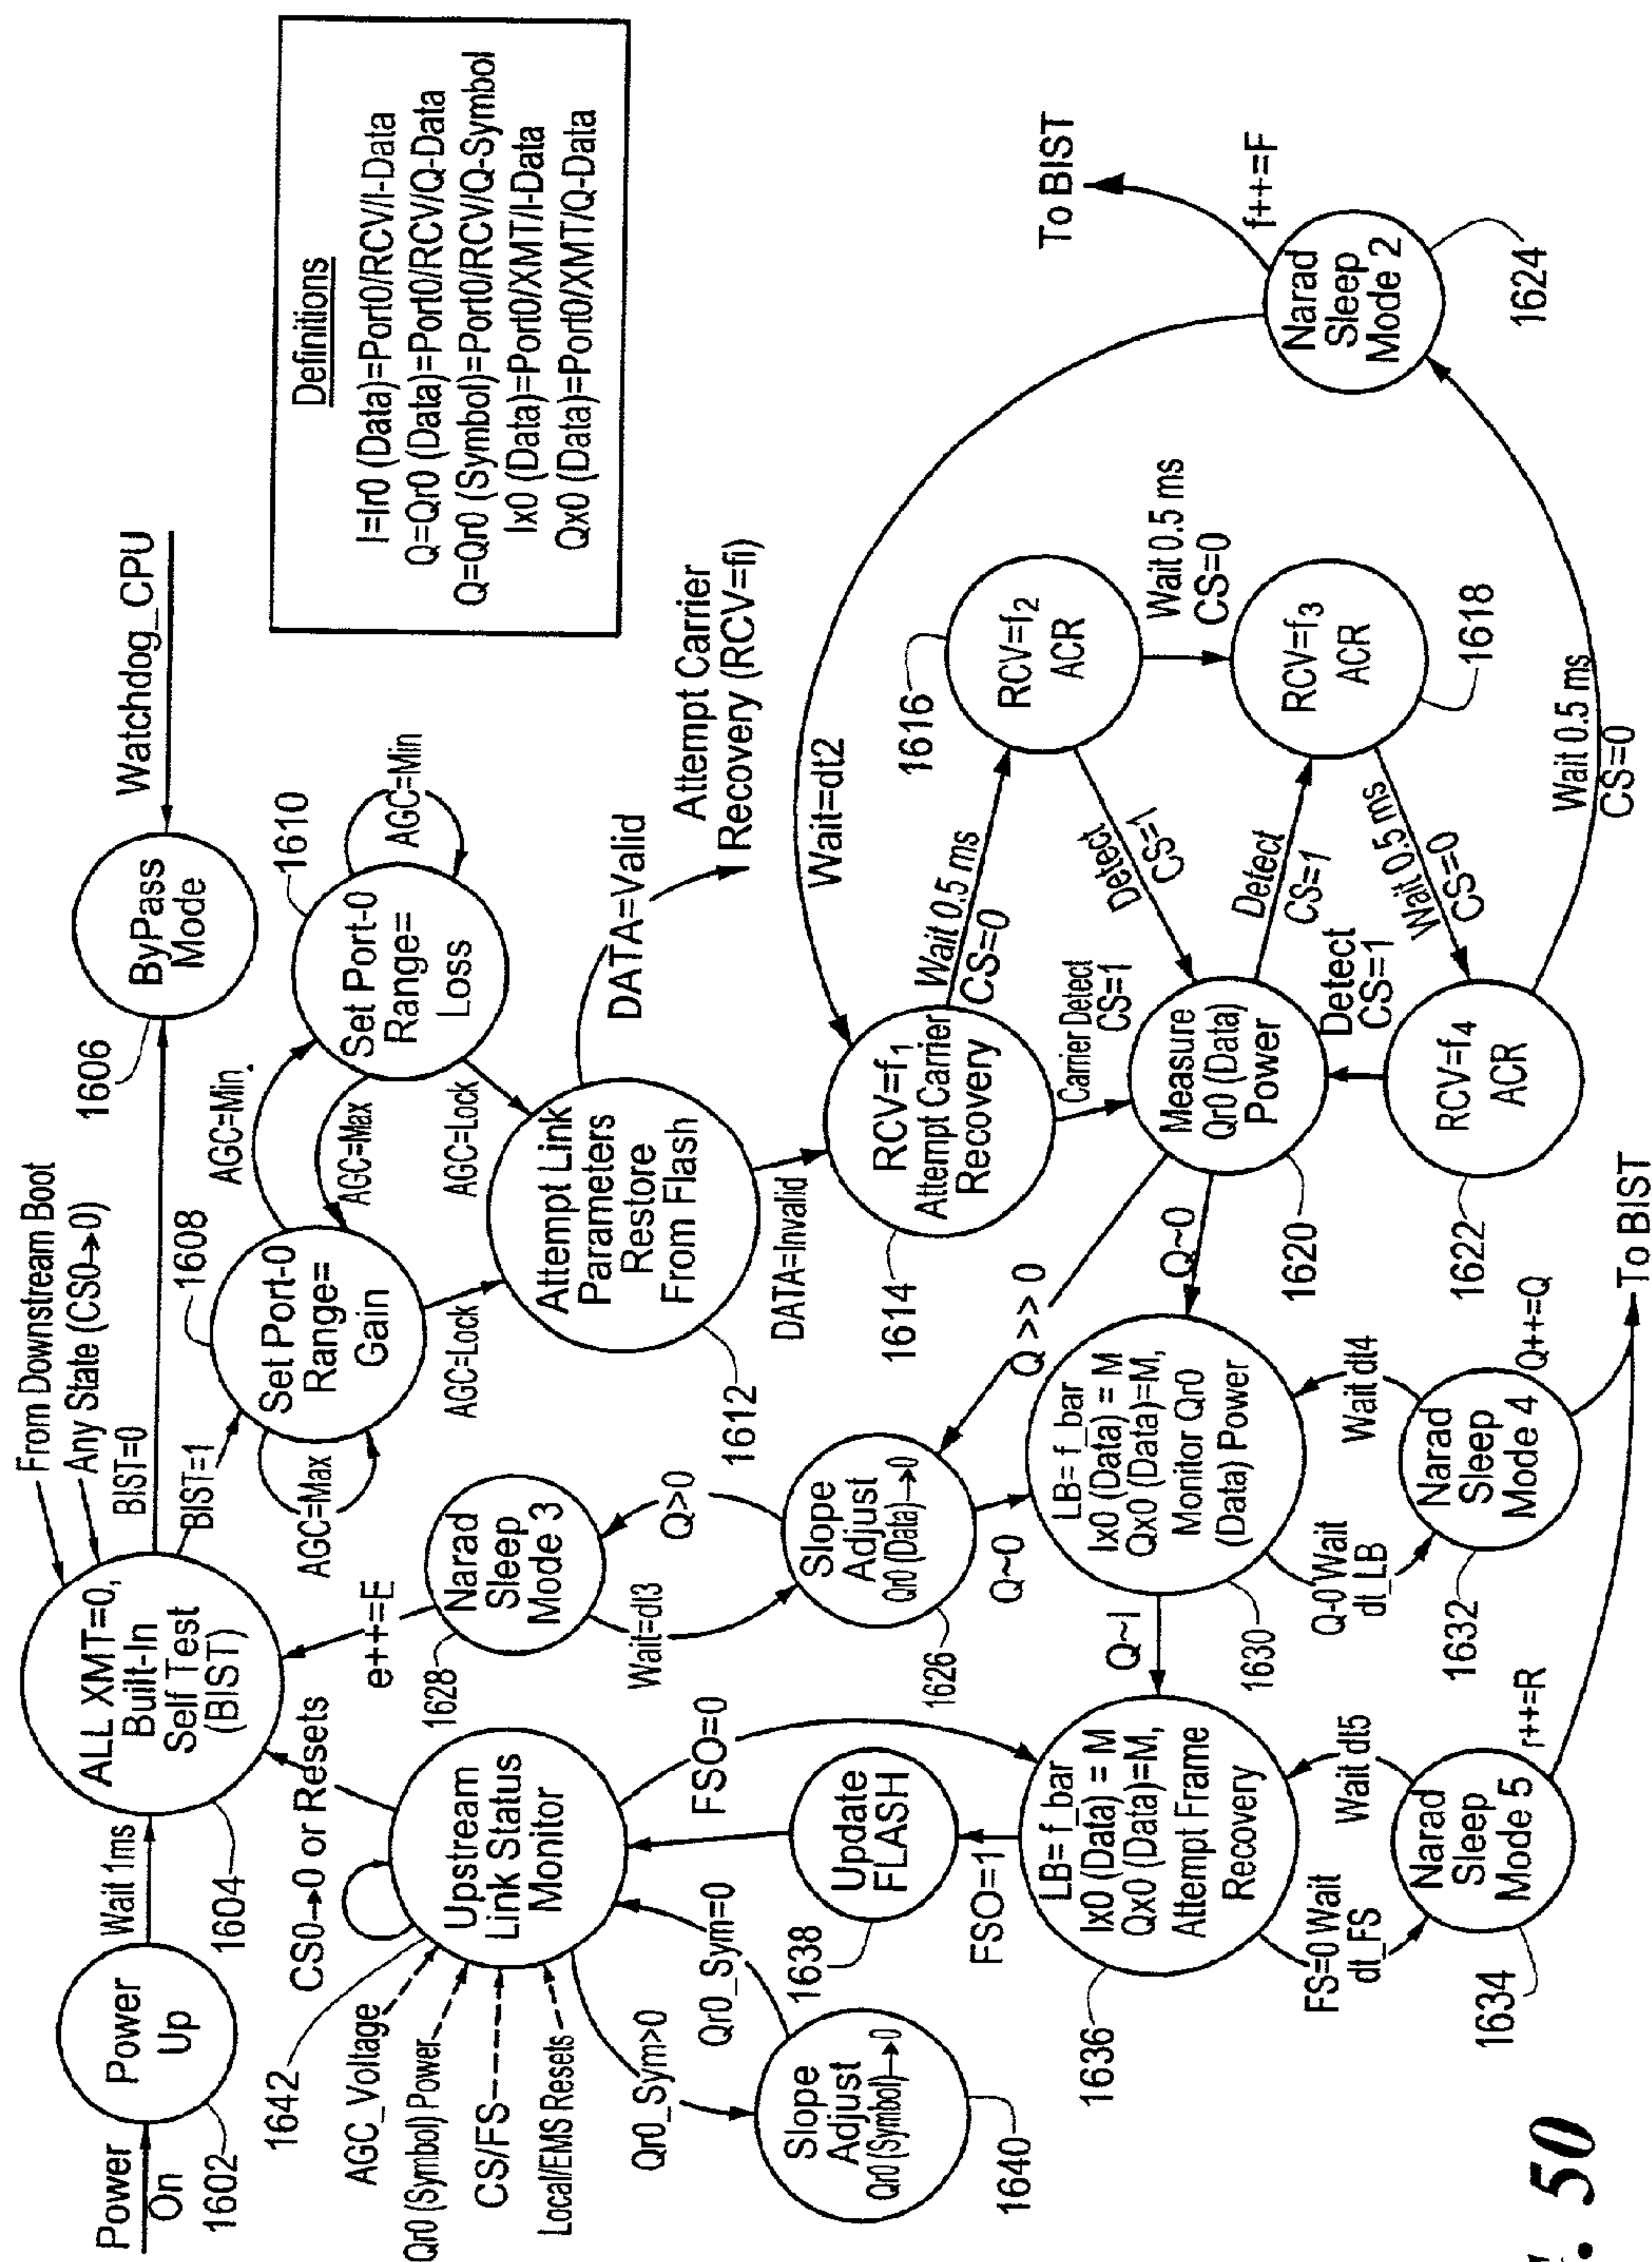 Power
On
1602
Power
Up
Wait 1ms
1604
ALL XMT=0,
Built-In
Self Test
(BIST)
From Downstream Boot
Any State (CS0→0)
BIST=0
BIST=1
1606
ByPass
Mode
Watchdog_CPU
1608
Set Port-0
Range=
Gain
AGC=Max
AGC=Min
AGC=Max
1610
Set Port-0
Range=
Loss
AGC=Min
AGC=Lock
AGC=Lock
Attempt Link
Parameters
Restore
From Flash
1612
DATA=Valid
Attempt Carrier
Recovery (RCV=fi)
DATA=Invalid
Definitions
I=Ir0 (Data)=Port0/RCV/I-Data
Q=Qr0 (Data)=Port0/RCV/Q-Data
Q=Qr0 (Symbol)=Port0/RCV/Q-Symbol
Ix0 (Data)=Port0/XMT/I-Data
Qx0 (Data)=Port0/XMT/Q-Data
1614
RCV=f1
Attempt Carrier
Recovery
Wait=dt2
Wait 0.5 ms
CS=0
1616
RCV=f2
ACR
Wait 0.5 ms
CS=0
RCV=f3
ACR
1618
Carrier Detect
CS=1
Detect
CS=1
Detect
CS=1
Wait 0.5 ms
CS=0
Measure
Qr0 (Data)
Power
1620
Detect
CS=1
RCV=f4
ACR
1622
Wait 0.5 ms
CS=0
Narad
Sleep
Mode 2
1624
f++=F
To BIST
Q >> 0
Q~0
Slope
Adjust
Qr0 (Data)→0
1626
Q>0
Wait=dt3
Narad
Sleep
Mode 3
1628
e++=E
Q~0
LB= f_bar
Ix0 (Data) = M
Qx0 (Data)=M,
Monitor Qr0
(Data) Power
1630
Wait dt4
Q-0 Wait
dt_LB
Narad
Sleep
Mode 4
1632
Q++=Q
To BIST
Q~I
LB= f_bar
Ix0 (Data) = M
Qx0 (Data)=M,
Attempt Frame
Recovery
1636
Wait dt5
FS=0 Wait
dt_FS
Narad
Sleep
Mode 5
1634
r++=R
FSO=1
Update
FLASH
1638
FSO=0
Upstream
Link Status
Monitor
1642
CS0→0 or Resets
AGC_Voltage
Qr0 (Symbol) Power
CS/FS
Local/EMS Resets
Qr0_Sym>0
Qr0_Sym=0
Slope
Adjust
Qr0 (Symbol)→0
1640
50